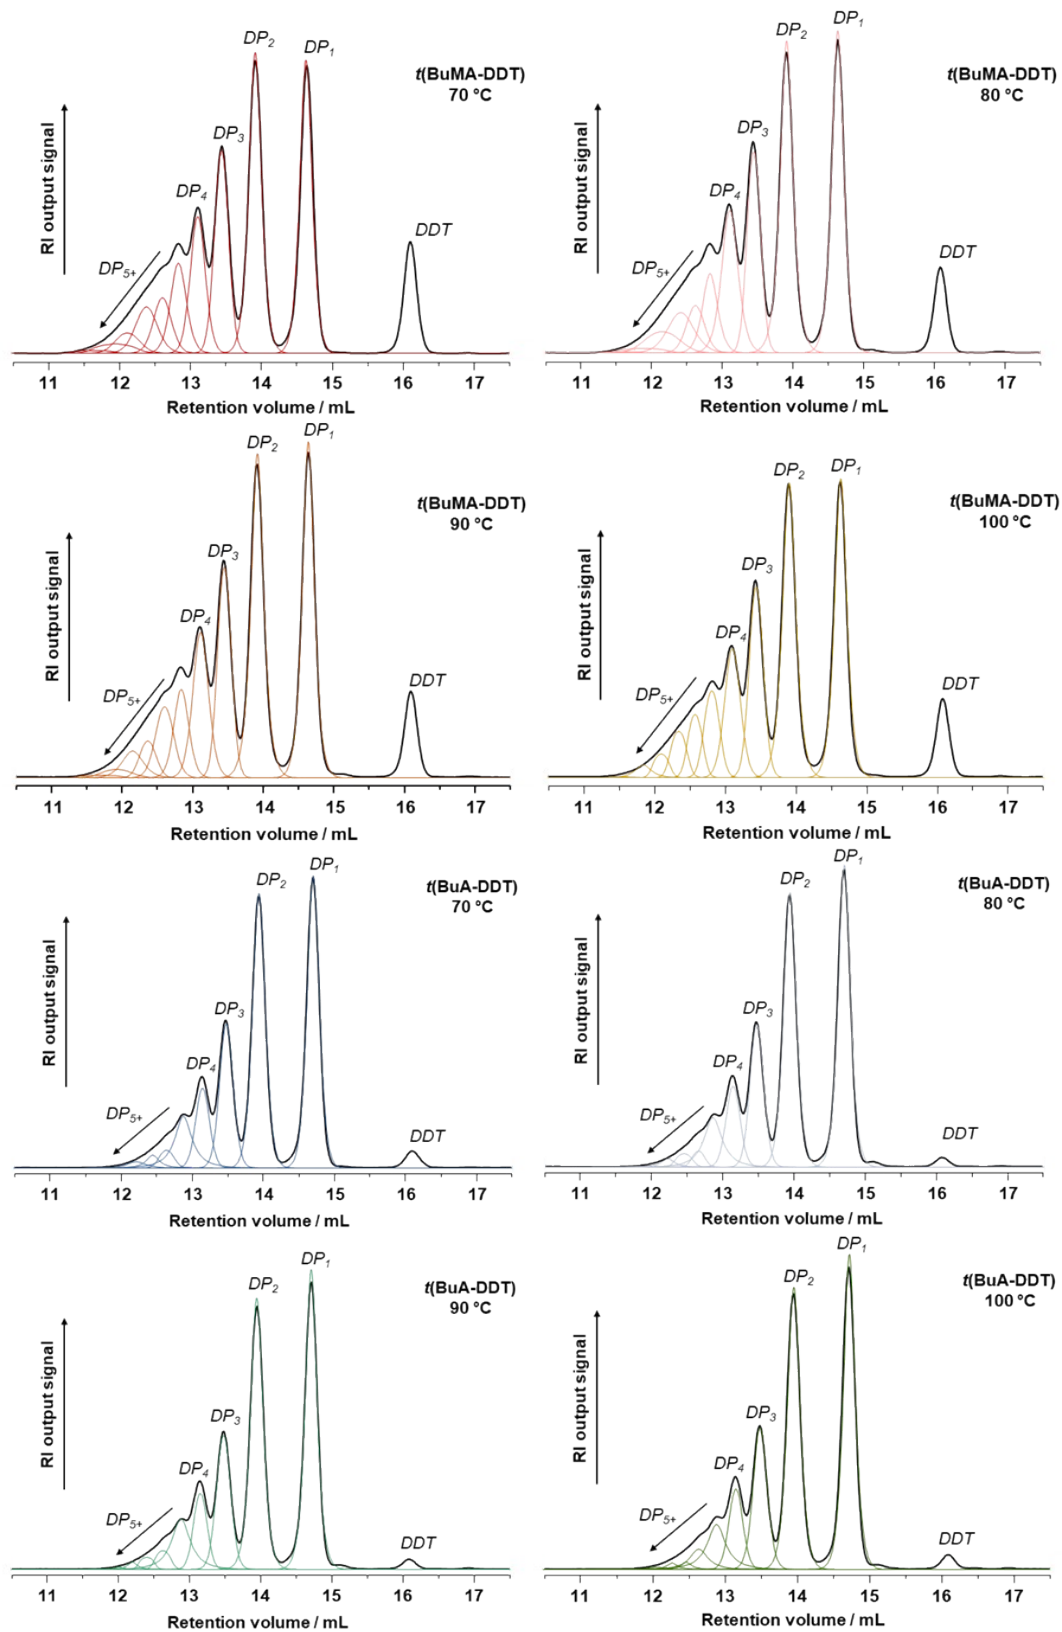 DP₂
DP₁
t(BuMA-DDT)
70 °C
DP₃
DP₄
DDT
DP₅₊
RI output signal
11 12 13 14 15 16 17
Retention volume / mL
DP₂
DP₁
t(BuMA-DDT)
80 °C
DP₃
DP₄
DDT
DP₅₊
RI output signal
11 12 13 14 15 16 17
Retention volume / mL
DP₂
DP₁
t(BuMA-DDT)
90 °C
DP₃
DP₄
DDT
DP₅₊
RI output signal
11 12 13 14 15 16 17
Retention volume / mL
DP₂
DP₁
t(BuMA-DDT)
100 °C
DP₃
DP₄
DDT
DP₅₊
RI output signal
11 12 13 14 15 16 17
Retention volume / mL
DP₂
DP₁
t(BuA-DDT)
70 °C
DP₃
DP₄
DP₅₊
DDT
RI output signal
11 12 13 14 15 16 17
Retention volume / mL
DP₂
DP₁
t(BuA-DDT)
80 °C
DP₃
DP₄
DP₅₊
DDT
RI output signal
11 12 13 14 15 16 17
Retention volume / mL
DP₂
DP₁
t(BuA-DDT)
90 °C
DP₃
DP₄
DP₅₊
DDT
RI output signal
11 12 13 14 15 16 17
Retention volume / mL
DP₂
DP₁
t(BuA-DDT)
100 °C
DP₃
DP₄
DP₅₊
DDT
RI output signal
11 12 13 14 15 16 17
Retention volume / mL